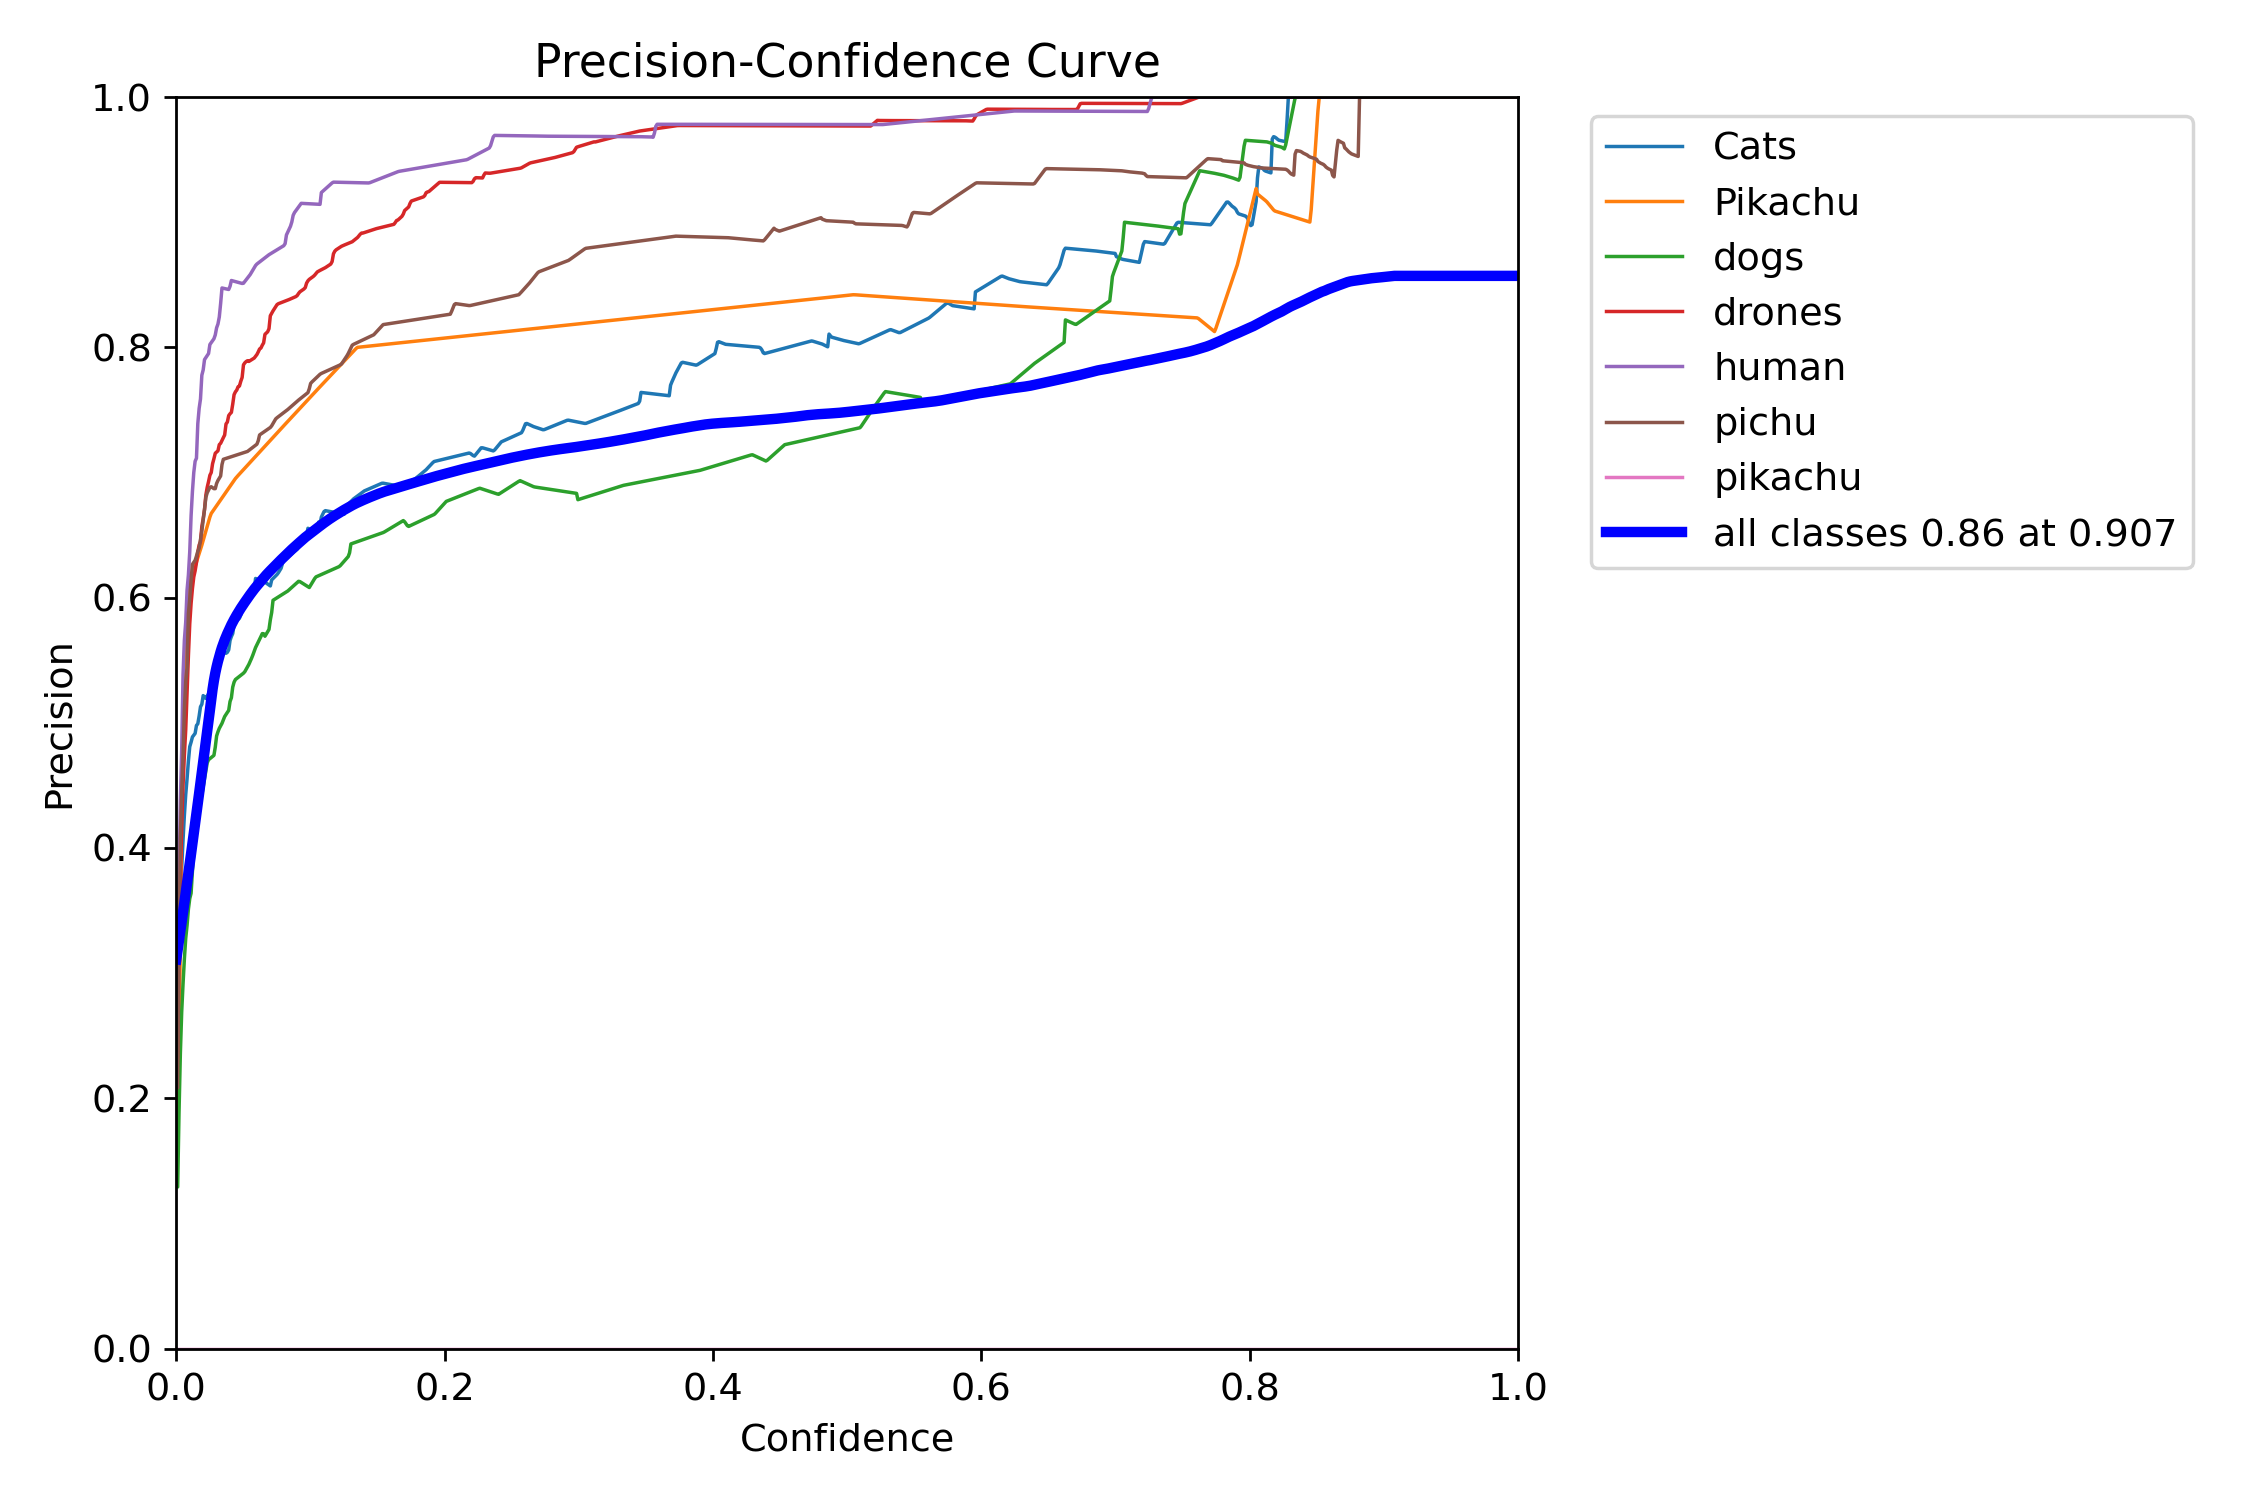 Precision-Confidence Curve
1.0
0.8
0.6
0.4
0.2
0.0
Precision
0.0 0.2 0.4 0.6 0.8 1.0
Confidence
Cats
Pikachu
dogs
drones
human
pichu
pikachu
all classes 0.86 at 0.907